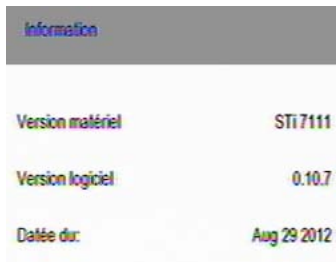 Information
Version matériel STi 7111
Version logiciel 0.10.7
Datée du: Aug 29 2012